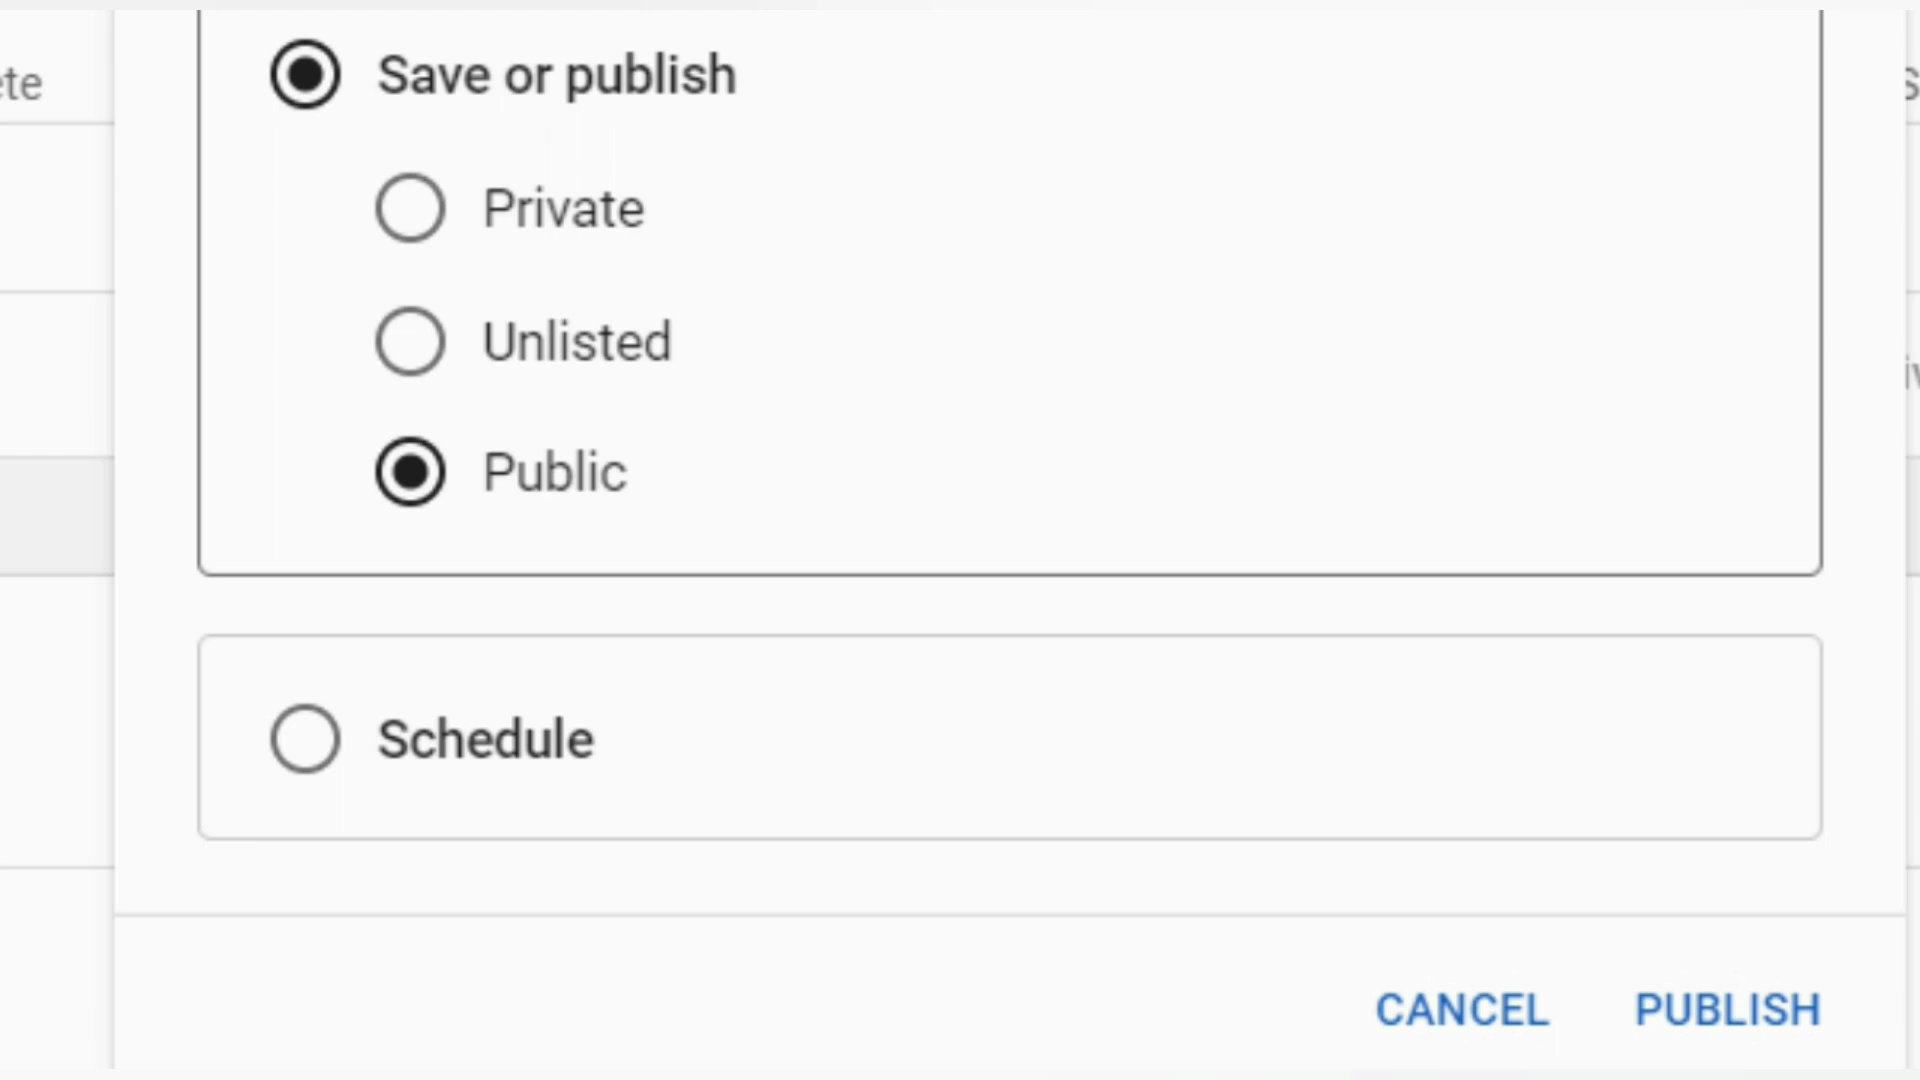 Save or publish
Private
Unlisted
Public
Schedule
CANCEL PUBLISH